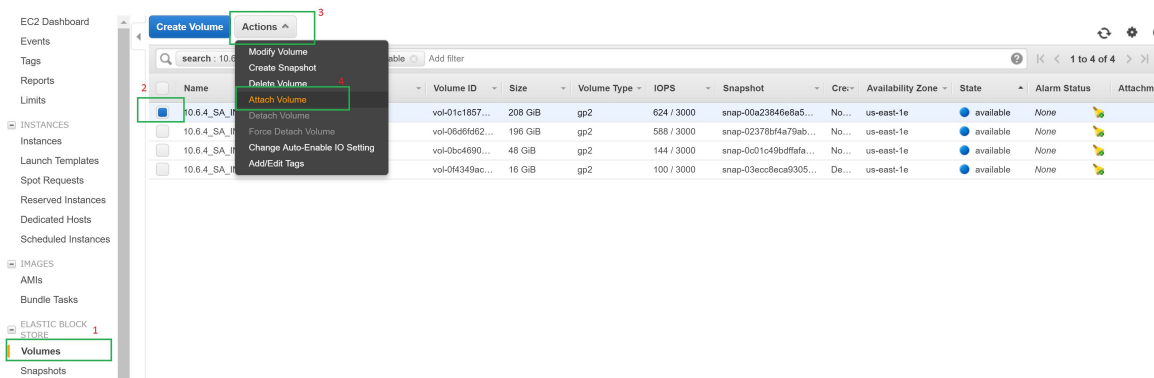 EC2 Dashboard
Events
Tags
Reports
Limits
INSTANCES
Instances
Launch Templates
Spot Requests
Reserved Instances
Dedicated Hosts
Scheduled Instances
IMAGES
AMIs
Bundle Tasks
ELASTIC BLOCK
STORE
1
Volumes
Snapshots
Create Volume Actions 3
search : 10.6 able Add filter 1 to 4 of 4
Modify Volume
Create Snapshot
Delete Volume 4
Attach Volume
Detach Volume
Force Detach Volume
Change Auto-Enable IO Setting
Add/Edit Tags
2 Name Volume ID Size Volume Type IOPS Snapshot Crea Availability Zone State Alarm Status Attachm
10.6.4_SA_IN vol-01c1857... 208 GiB gp2 624 / 3000 snap-00a23846e8a5... No... us-east-1e available None
10.6.4_SA_IN vol-06d6fd62... 196 GiB gp2 588 / 3000 snap-02378bf4a79ab... No... us-east-1e available None
10.6.4_SA_IN vol-0bc4690... 48 GiB gp2 144 / 3000 snap-0c01c49bdffafa... No... us-east-1e available None
10.6.4_SA_IN vol-0f4349ac... 16 GiB gp2 100 / 3000 snap-03ecc8eca9305... De... us-east-1e available None